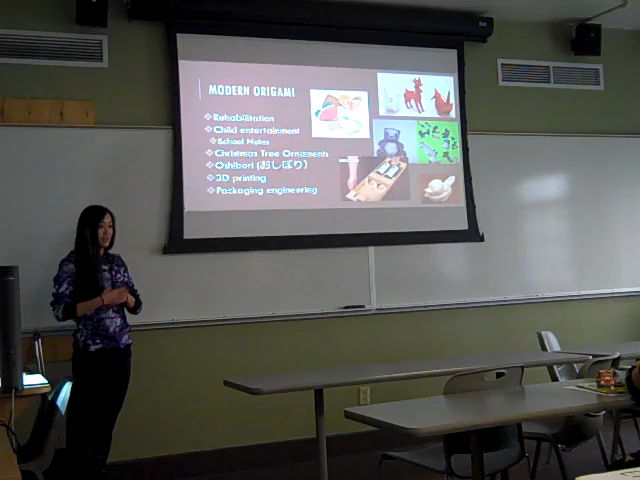 MODERN ORIGAMI
Rehabilitation
Child entertainment
School Notes
Christmas Tree Ornaments
Oshibori (おしぼり)
3D printing
Packaging engineering